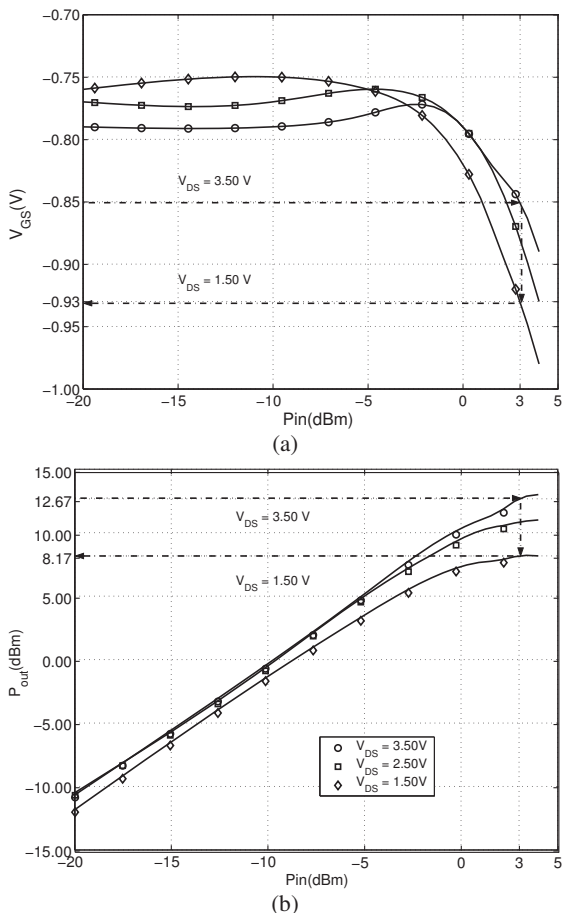 −0.70
−0.75
−0.80
−0.85
−0.90
−0.93
−0.95
−1.00
V_GS(V)
V_DS = 3.50 V
V_DS = 1.50 V
−20 −15 −10 −5 0 3 5
Pin(dBm)
(a)
15.00
12.67
10.00
8.17
5.00
0.00
−5.00
−10.00
−15.00
P_out(dBm)
V_DS = 3.50 V
V_DS = 1.50 V
V_DS = 3.50V
V_DS = 2.50V
V_DS = 1.50V
−20 −15 −10 −5 0 3 5
Pin(dBm)
(b)